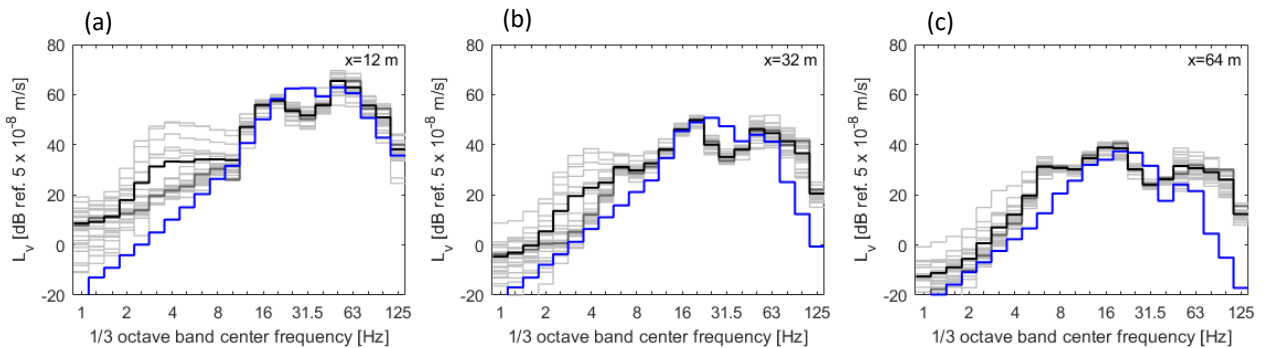 (a)
80
60
40
20
0
-20
L_v [dB ref. 5 x 10^-8 m/s]
x=12 m
1 2 4 8 16 31.5 63 125
1/3 octave band center frequency [Hz]
(b)
80
60
40
20
0
-20
L_v [dB ref. 5 x 10^-8 m/s]
x=32 m
1 2 4 8 16 31.5 63 125
1/3 octave band center frequency [Hz]
(c)
80
60
40
20
0
-20
L_v [dB ref. 5 x 10^-8 m/s]
x=64 m
1 2 4 8 16 31.5 63 125
1/3 octave band center frequency [Hz]